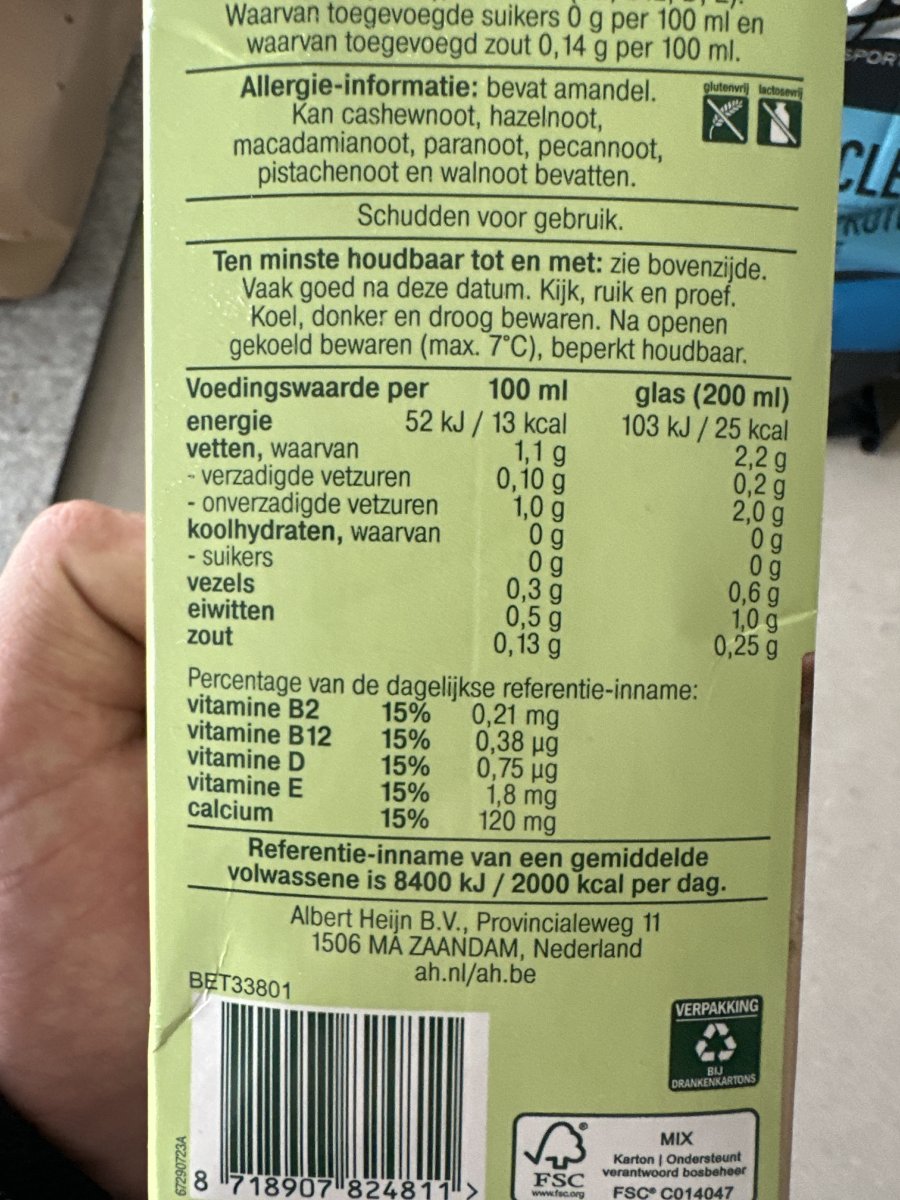 Waarvan toegevoegde suikers 0 g per 100 ml en
waarvan toegevoegd zout 0,14 g per 100 ml.
Allergie-informatie: bevat amandel.
Kan cashewnoot, hazelnoot,
macadamianoot, paranoot, pecannoot,
pistachenoot en walnoot bevatten.
glutenvrij lactosevrij
Schudden voor gebruik.
Ten minste houdbaar tot en met: zie bovenzijde.
Vaak goed na deze datum. Kijk, ruik en proef.
Koel, donker en droog bewaren. Na openen
gekoeld bewaren (max. 7°C), beperkt houdbaar.
Voedingswaarde per 100 ml glas (200 ml)
energie 52 kJ / 13 kcal 103 kJ / 25 kcal
vetten, waarvan 1,1 g 2,2 g
- verzadigde vetzuren 0,10 g 0,2 g
- onverzadigde vetzuren 1,0 g 2,0 g
koolhydraten, waarvan 0 g 0 g
- suikers 0 g 0 g
vezels 0,3 g 0,6 g
eiwitten 0,5 g 1,0 g
zout 0,13 g 0,25 g
Percentage van de dagelijkse referentie-inname:
vitamine B2 15% 0,21 mg
vitamine B12 15% 0,38 µg
vitamine D 15% 0,75 µg
vitamine E 15% 1,8 mg
calcium 15% 120 mg
Referentie-inname van een gemiddelde
volwassene is 8400 kJ / 2000 kcal per dag.
Albert Heijn B.V., Provincialeweg 11
1506 MA ZAANDAM, Nederland
ah.nl/ah.be
BET33801
VERPAKKING
BIJ
DRANKENKARTONS
67290723A
8 718907 824811 >
FSC
www.fsc.org
MIX
Karton | Ondersteunt
verantwoord bosbeheer
FSC® C014047